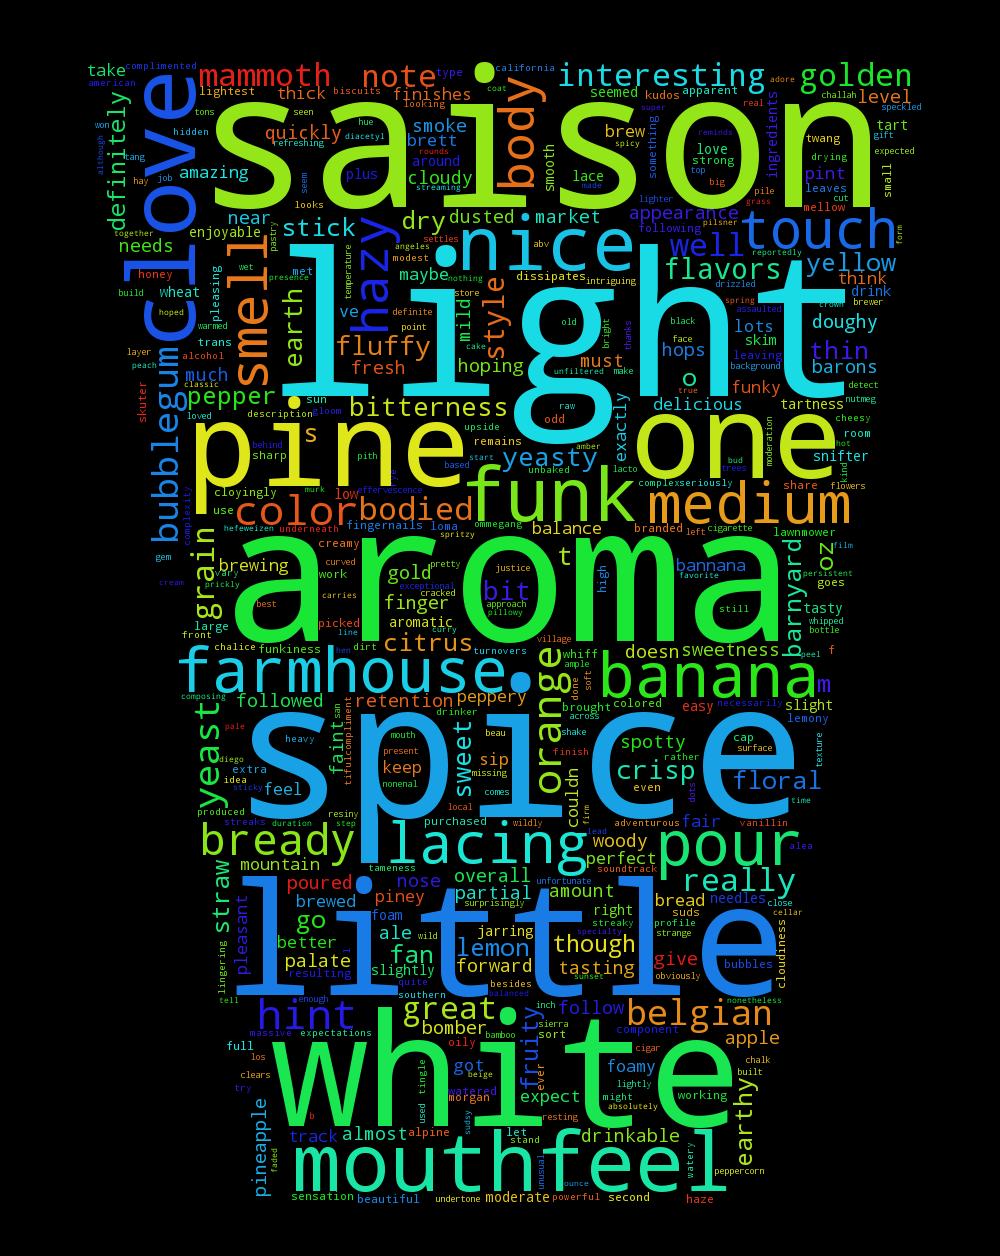 take complimented mammoth note type california interesting golden
american lightest thick biscuits finishes looking coat seemed kudos apparent adore challah level
love
saison
body
clove
definitely
won tons seen hue quickly smoke super real speckled
although hidden refreshing diacetyl brett rounds brew spicy something reminds ingredients twang gift tart
tang amazing lace around smooth love strong drying expected
hay job seem plus cloudy streaming made top big pile pint leaves small
looks lighter grass cut mellow
near stick dry dusted market appearance pilsner touch form
together enjoyable pastry hazy angeles settles nice following well reportedly
needs smell wet met temperature modest abv flavors yellow
honey pleasing presence maybe nothing dissipates intriguing drizzled think
build wheat earth ve definite store style black spring crown drink brewer
hoped warmed trans light point mild old bright thanks face lots assaulted doughy
layer alcohol fluffy cake unfiltered make hops skim leaving thin
peach much fresh hoping must o background barons
bubblegum classic pepper sun true funky detect nutmeg
skuter loved description gloom bitterness upside raw odd exactly delicious tartness cheesy
pine s behind sharp remains amber one moderation room hot
cloyingly pith based start yeasty lacto bud trees snifter kind
use murk rye effervescence unbaked complexseriously share flowers
complexity low color bodied funk medium
hefeweizen underneath fingernails loma ommegang balance branded left cigarette lawnmower
gem grain creamy spritzy t barnyard oz film
brewing curved gold pretty justice bannana persistent
cream vary work exceptional cracked bit high favorite goes
prickly best carries finger approach still tasty
large picked aromatic pillowy whipped
aroma
front line curry citrus village bottle
chalice funkiness hen dirt turnovers orange whiff doesn sweetness peel f
farmhouse ample banana m
composing followed retention peppery done soft brought colored easy necessarily slight
yeast san drinker across lemony
pale heavy faint tifulcompliment mouth beau shake spotty cap
diego present sweet sip finish rather surface texture
extra idea keep missing crisp
sticky feel nonenal comes couldn even dots floral time
spice
produced resiny local firm
streaks duration step purchased wildly adventurous fair vanillin
bready lacing lead woody pour alea
mountain tameness perfect soundtrack
straw poured nose overall unfortunate amount really
brewed piney partial surprisingly bread needles close
go foam right suds profile cellar
pleasant ale wild jarring streaky strange
better fan lemon though cloudiness
lingering palate slightly forward specialty give bubbles
resulting quite besides tasting obviously
tell little southern balanced sunset nonetheless
hint enough great inch follow belgian
massive expectations bomber sierra component
full oily bamboo sort cigar apple
los fruity chalk
clears got beige ever foamy built
try watered lightly
white
used tingle morgan expect might working earthy
b sudsy resting absolutely
pineapple track almost alpine let drinkable
faded stand watery
mouthfeel unusual peppercorn
sensation beautiful undertone moderate powerful ounce second haze